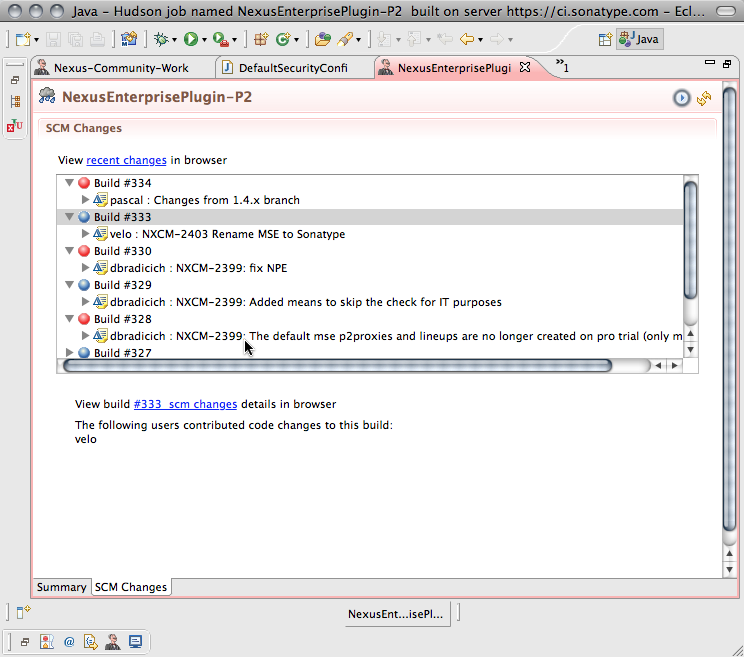 Java – Hudson job named NexusEnterprisePlugin-P2 built on server https://ci.sonatype.com – Ecl...
Java
Nexus-Community-Work
DefaultSecurityConfi
NexusEnterprisePlugi
»1
NexusEnterprisePlugin-P2
SCM Changes
View recent changes in browser
Build #334
pascal : Changes from 1.4.x branch
Build #333
velo : NXCM-2403 Rename MSE to Sonatype
Build #330
dbradicich : NXCM-2399: fix NPE
Build #329
dbradicich : NXCM-2399: Added means to skip the check for IT purposes
Build #328
dbradicich : NXCM-2399: The default mse p2proxies and lineups are no longer created on pro trial (only m
Build #327
View build #333 scm changes details in browser
The following users contributed code changes to this build:
velo
Summary
SCM Changes
NexusEnt...isePl...